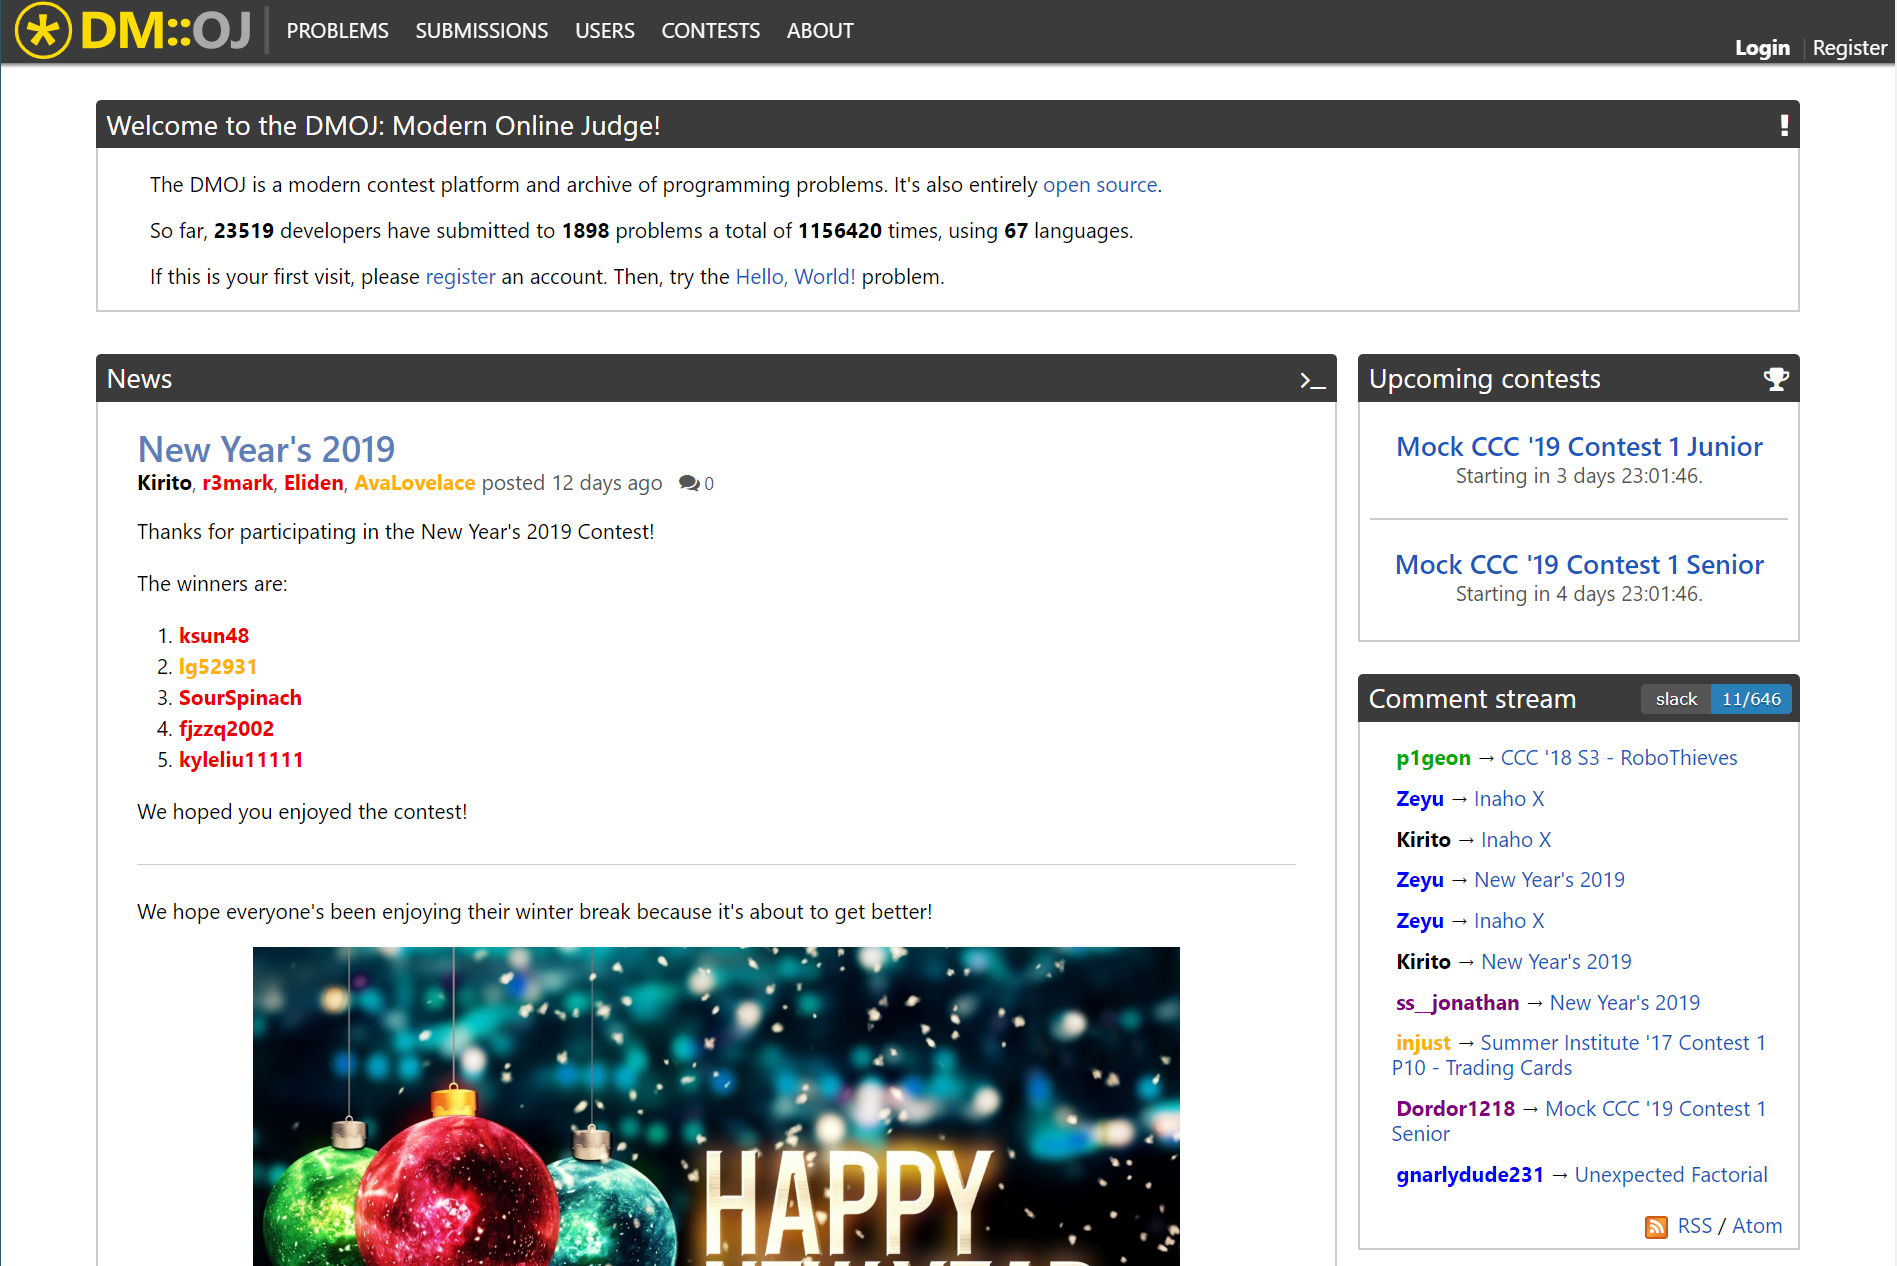 DM::OJ
PROBLEMS SUBMISSIONS USERS CONTESTS ABOUT
Login Register
Welcome to the DMOJ: Modern Online Judge!
The DMOJ is a modern contest platform and archive of programming problems. It's also entirely open source.
So far, 23519 developers have submitted to 1898 problems a total of 1156420 times, using 67 languages.
If this is your first visit, please register an account. Then, try the Hello, World! problem.
News
New Year's 2019
Kirito, r3mark, Eliden, AvaLovelace posted 12 days ago 0
Thanks for participating in the New Year's 2019 Contest!
The winners are:
1. ksun48
2. lg52931
3. SourSpinach
4. fjzzq2002
5. kyleliu11111
We hoped you enjoyed the contest!
We hope everyone's been enjoying their winter break because it's about to get better!
HAPPY
NEW YEAR
Upcoming contests
Mock CCC '19 Contest 1 Junior
Starting in 3 days 23:01:46.
Mock CCC '19 Contest 1 Senior
Starting in 4 days 23:01:46.
Comment stream
slack 11/646
p1geon → CCC '18 S3 - RoboThieves
Zeyu → Inaho X
Kirito → Inaho X
Zeyu → New Year's 2019
Zeyu → Inaho X
Kirito → New Year's 2019
ss__jonathan → New Year's 2019
injust → Summer Institute '17 Contest 1
P10 - Trading Cards
Dordor1218 → Mock CCC '19 Contest 1
Senior
gnarlydude231 → Unexpected Factorial
RSS / Atom